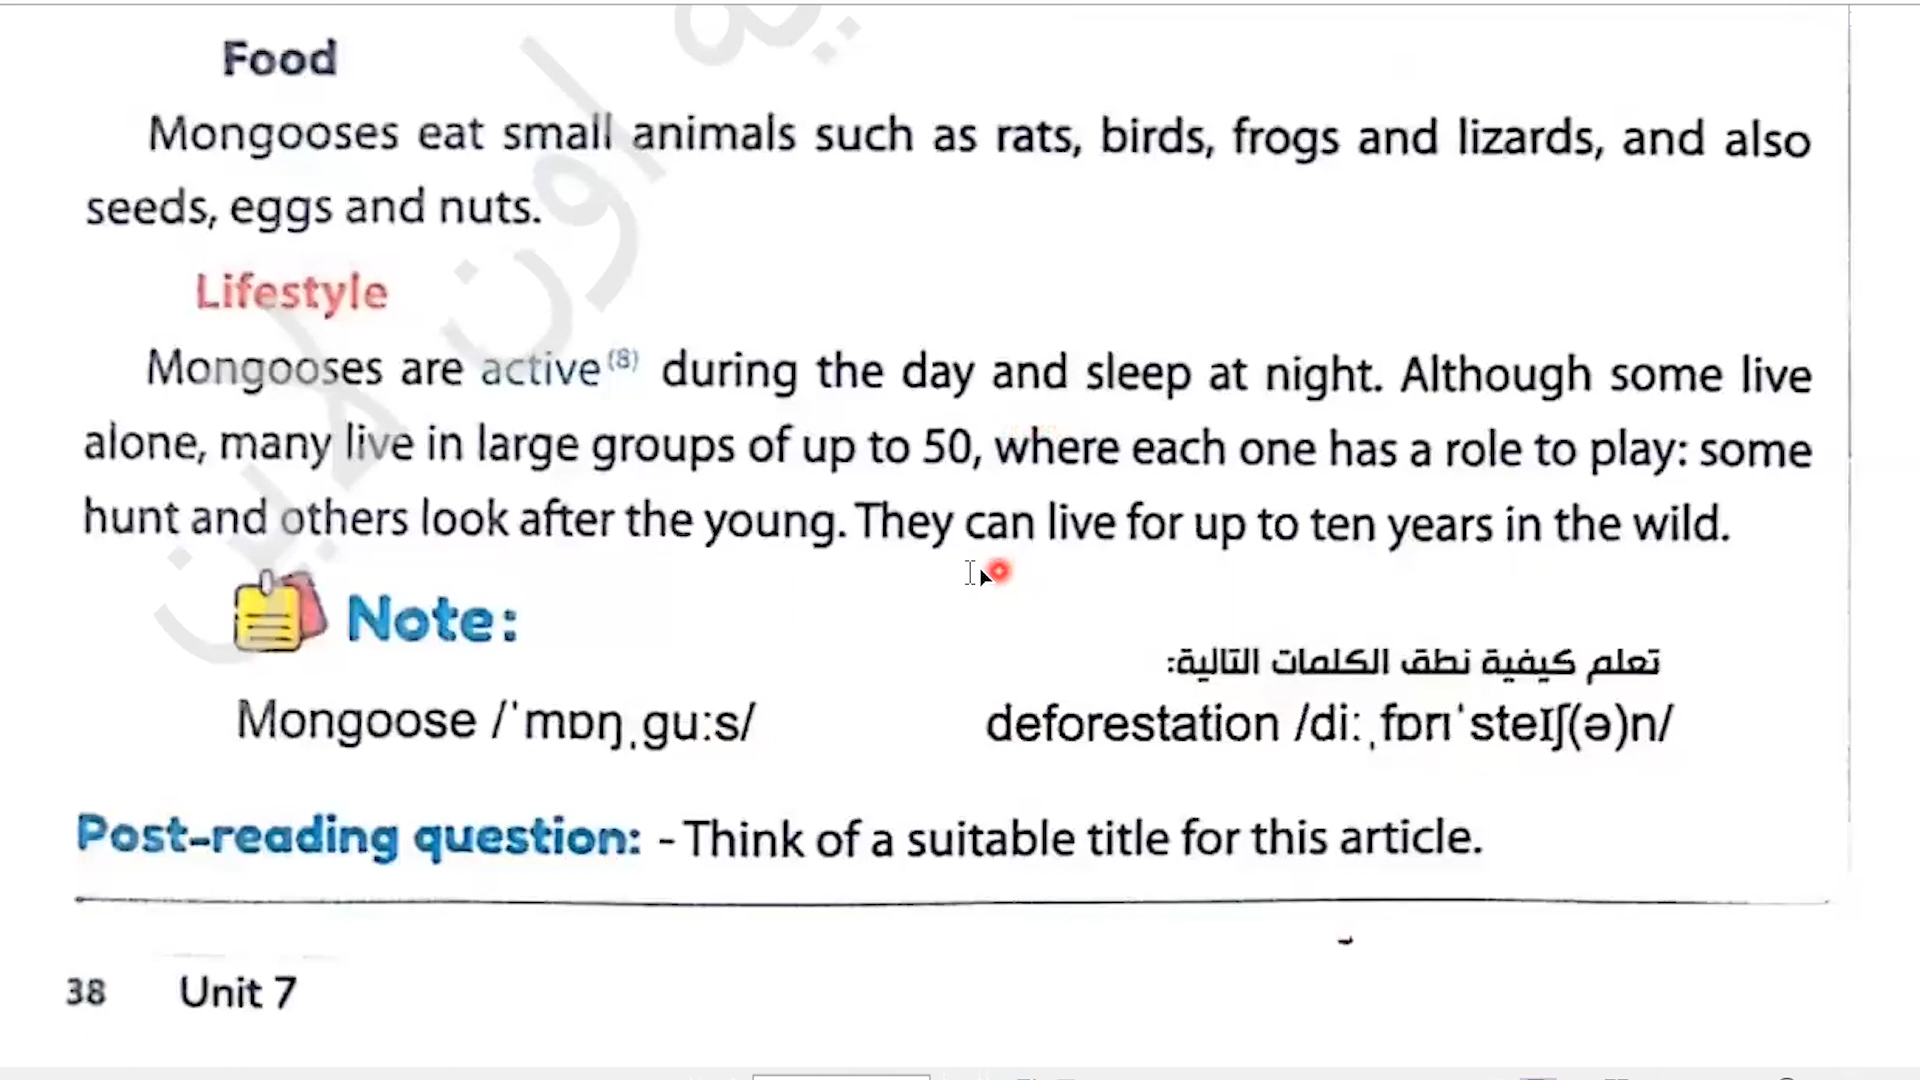 Food
Mongooses eat small animals such as rats, birds, frogs and lizards, and also
seeds, eggs and nuts.
Lifestyle
Mongooses are active(8) during the day and sleep at night. Although some live
alone, many live in large groups of up to 50, where each one has a role to play: some
hunt and others look after the young. They can live for up to ten years in the wild.
Note:
تعلم كيفية نطق الكلمات التالية:
Mongoose /ˈmɒŋˌguːs/ deforestation /diːˌfɒrɪˈsteɪʃ(ə)n/
Post-reading question: - Think of a suitable title for this article.
38 Unit 7